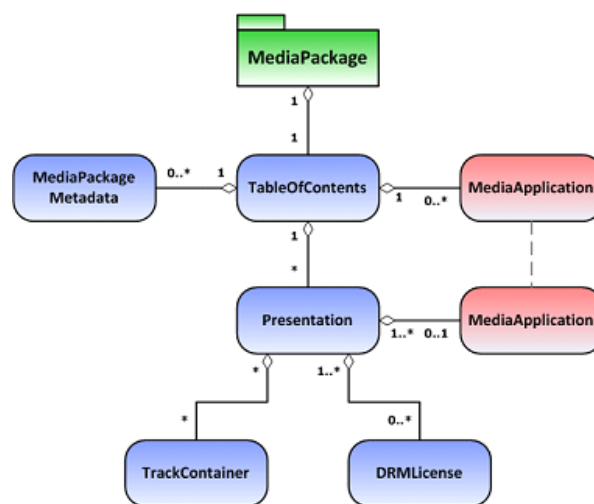 MediaPackage
1
1
MediaPackage
Metadata
0..*
1
TableOfContents
1
0..*
MediaApplication
1
*
Presentation
1..*
0..1
MediaApplication
*
1..*
*
0..*
TrackContainer
DRMLicense